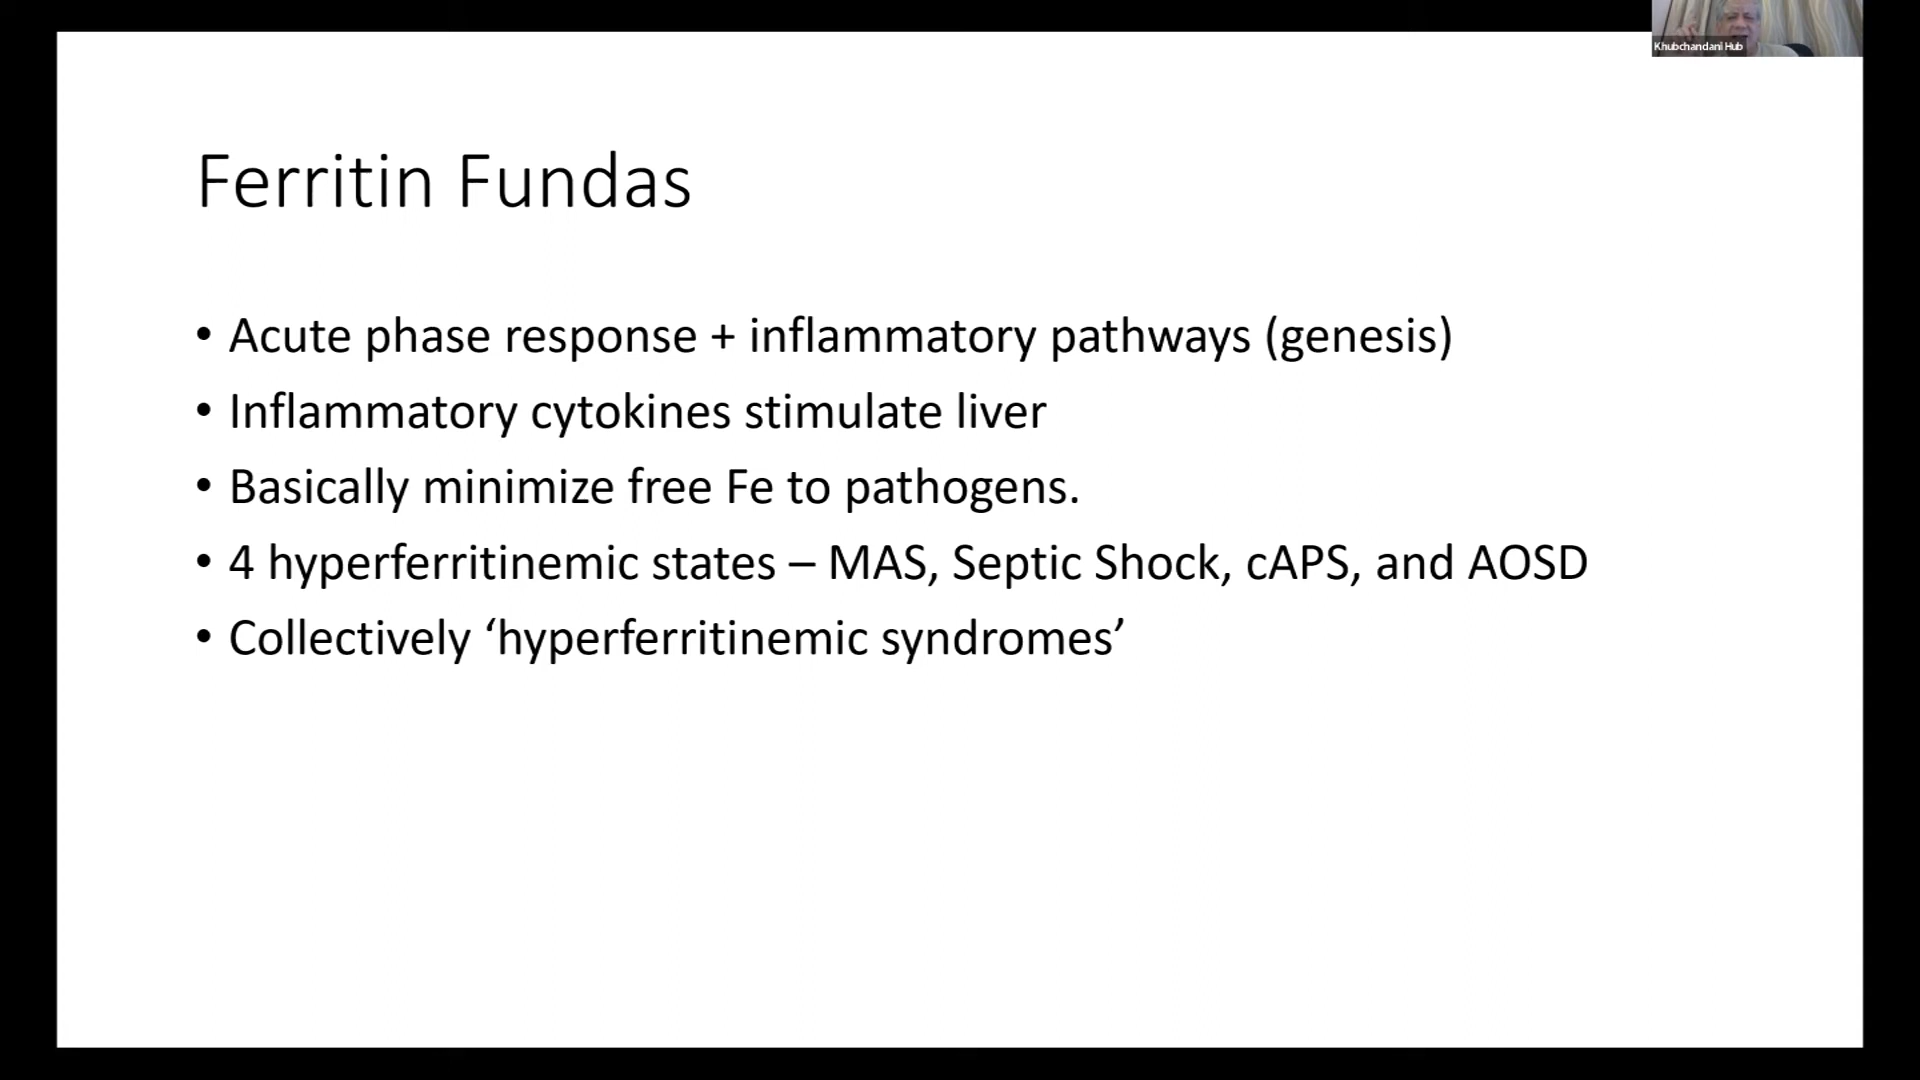 Khubchandani Hub
Ferritin Fundas
• Acute phase response + inflammatory pathways (genesis)
• Inflammatory cytokines stimulate liver
• Basically minimize free Fe to pathogens.
• 4 hyperferritinemic states – MAS, Septic Shock, cAPS, and AOSD
• Collectively ‘hyperferritinemic syndromes’